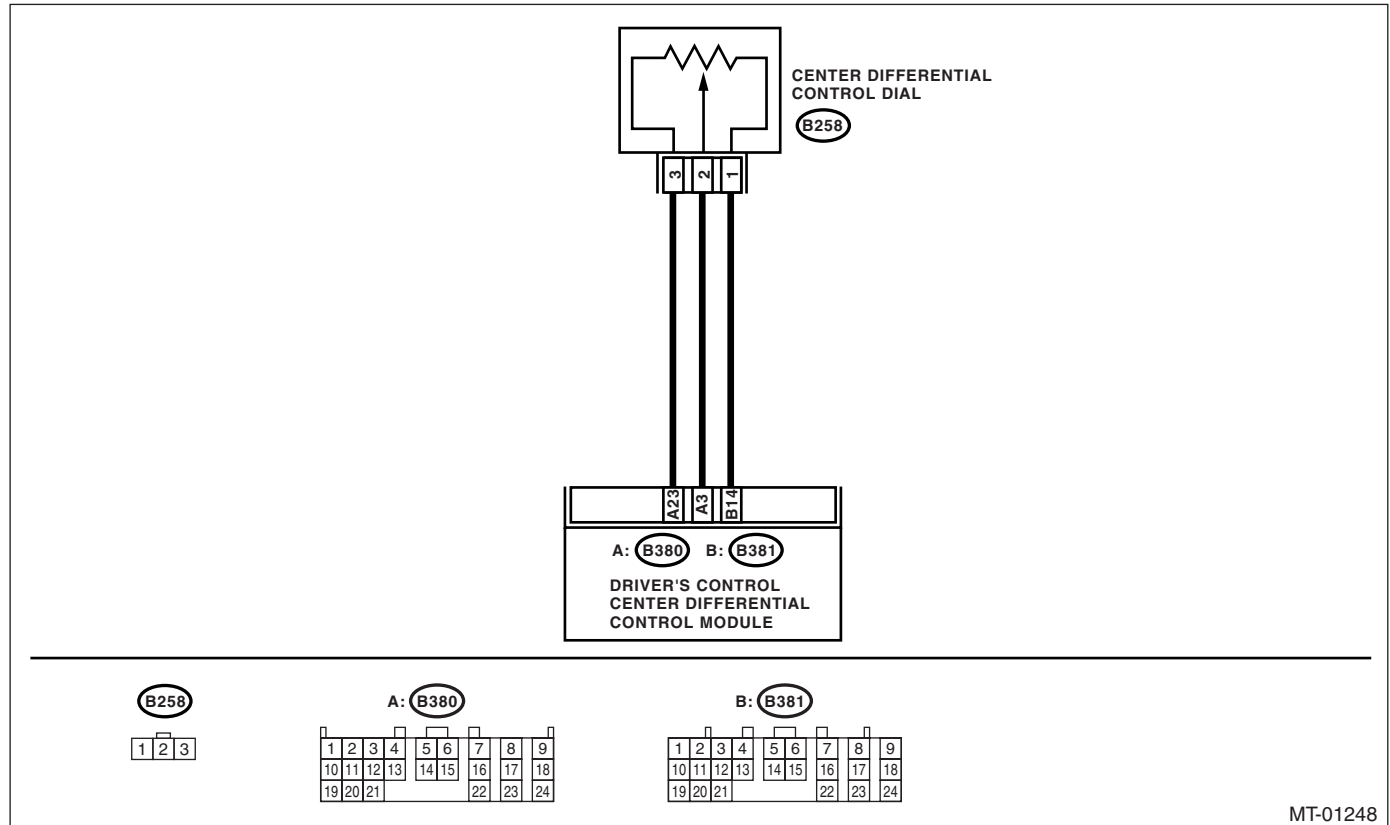 CENTER DIFFERENTIAL
CONTROL DIAL
B258
3 2 1
A23 A3 B14
A: B380 B: B381
DRIVER'S CONTROL
CENTER DIFFERENTIAL
CONTROL MODULE
B258 A: B380 B: B381
1 2 3
1 2 3 4 5 6 7 8 9
10 11 12 13 14 15 16 17 18
19 20 21 22 23 24
1 2 3 4 5 6 7 8 9
10 11 12 13 14 15 16 17 18
19 20 21 22 23 24
MT-01248